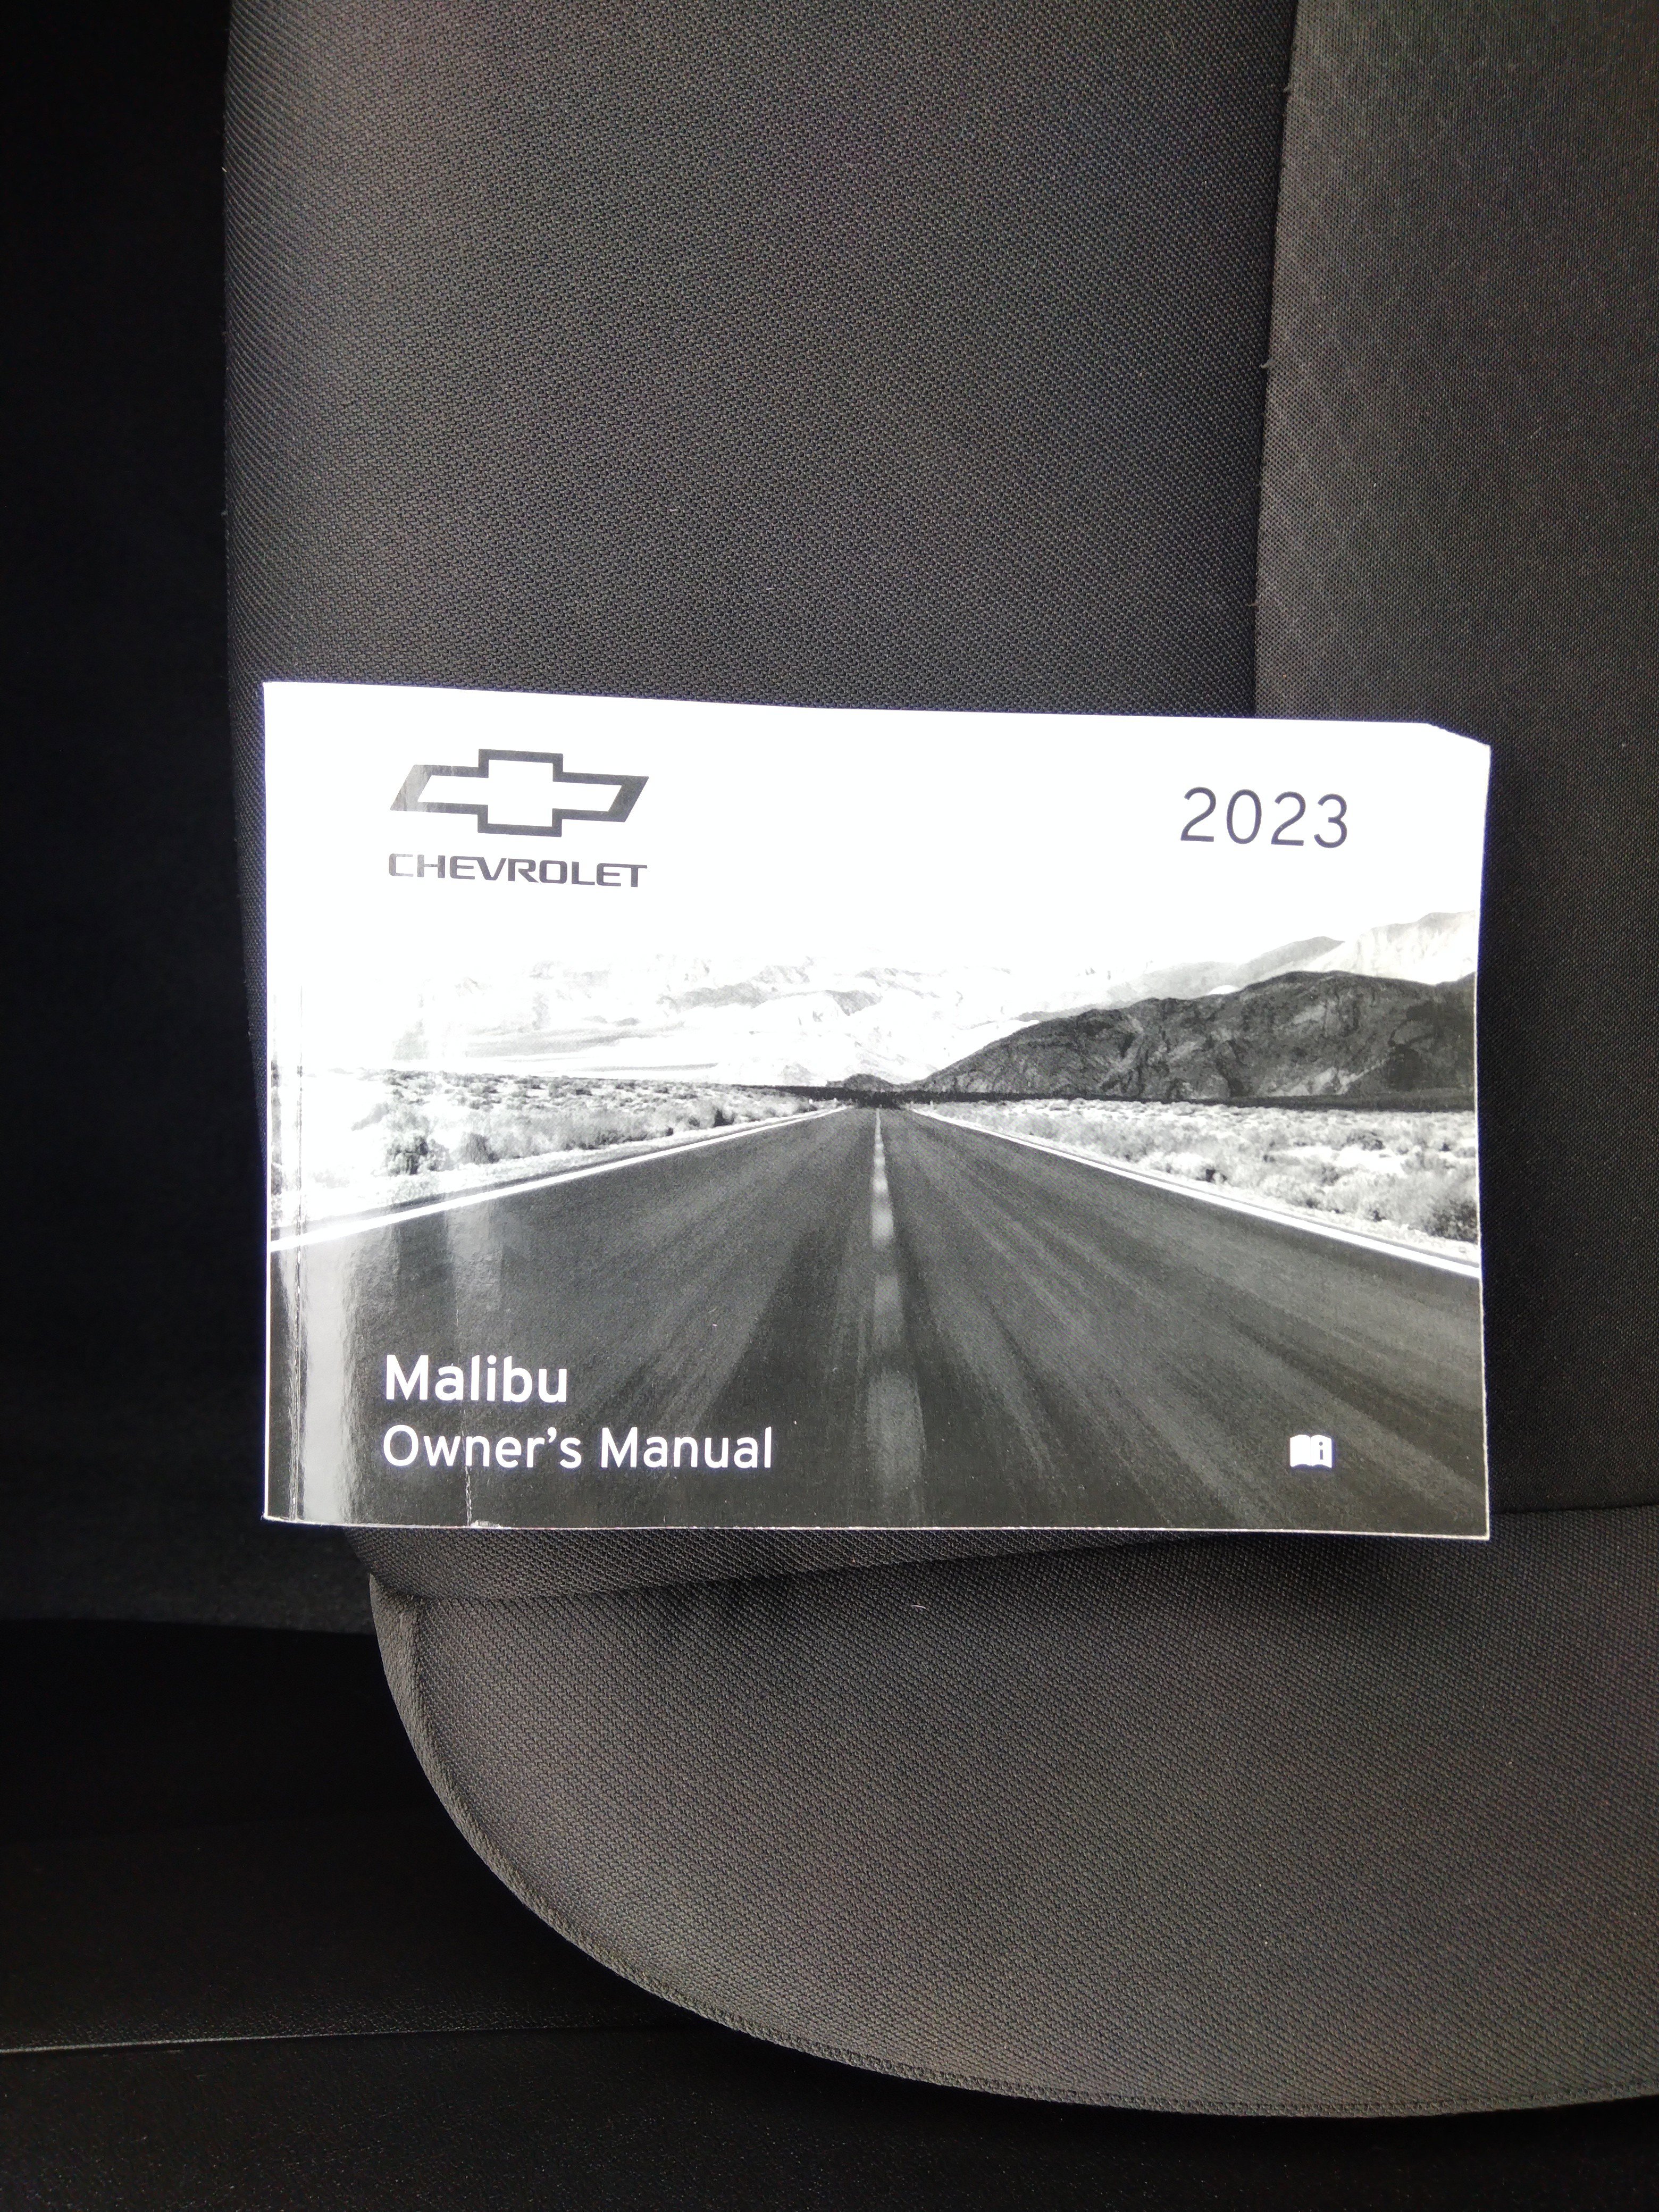 CHEVROLET
2023
Malibu
Owner's Manual